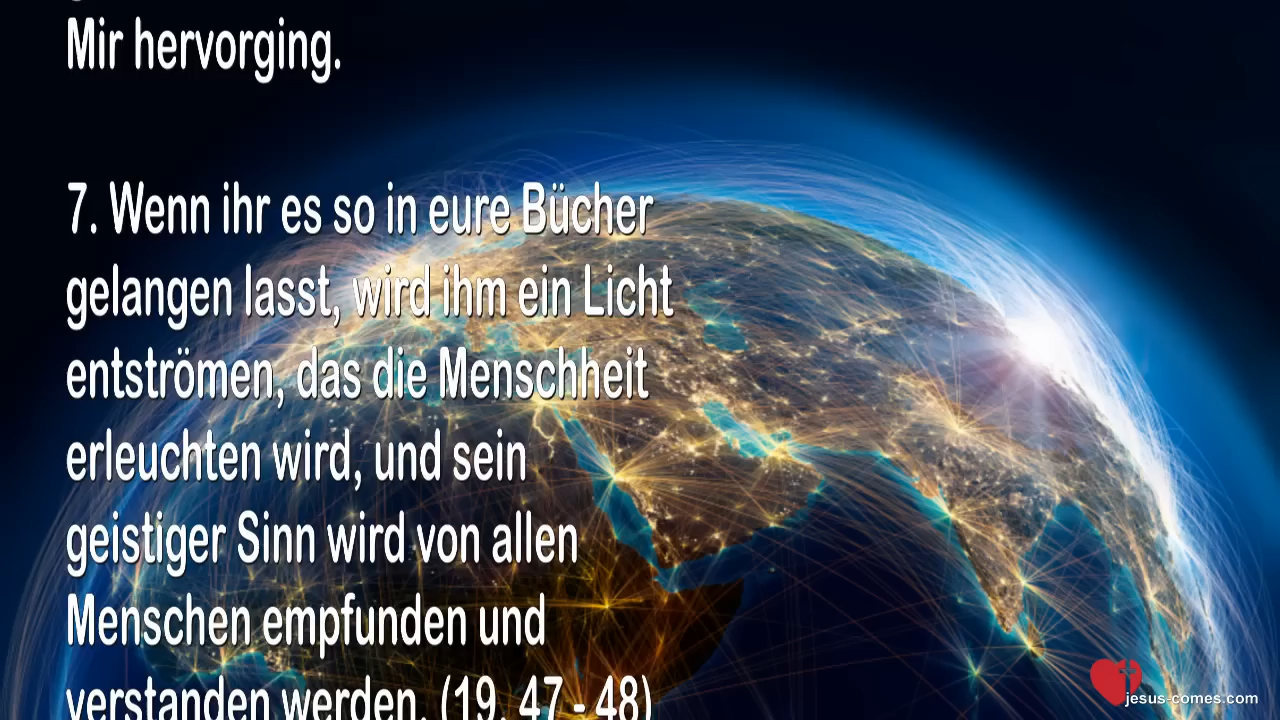 Mir hervorging.
7. Wenn ihr es so in eure Bücher
gelangen lasst, wird ihm ein Licht
entströmen, das die Menschheit
erleuchten wird, und sein
geistiger Sinn wird von allen
Menschen empfunden und
verstanden werden. (19, 47 - 48)
jesus-comes.com